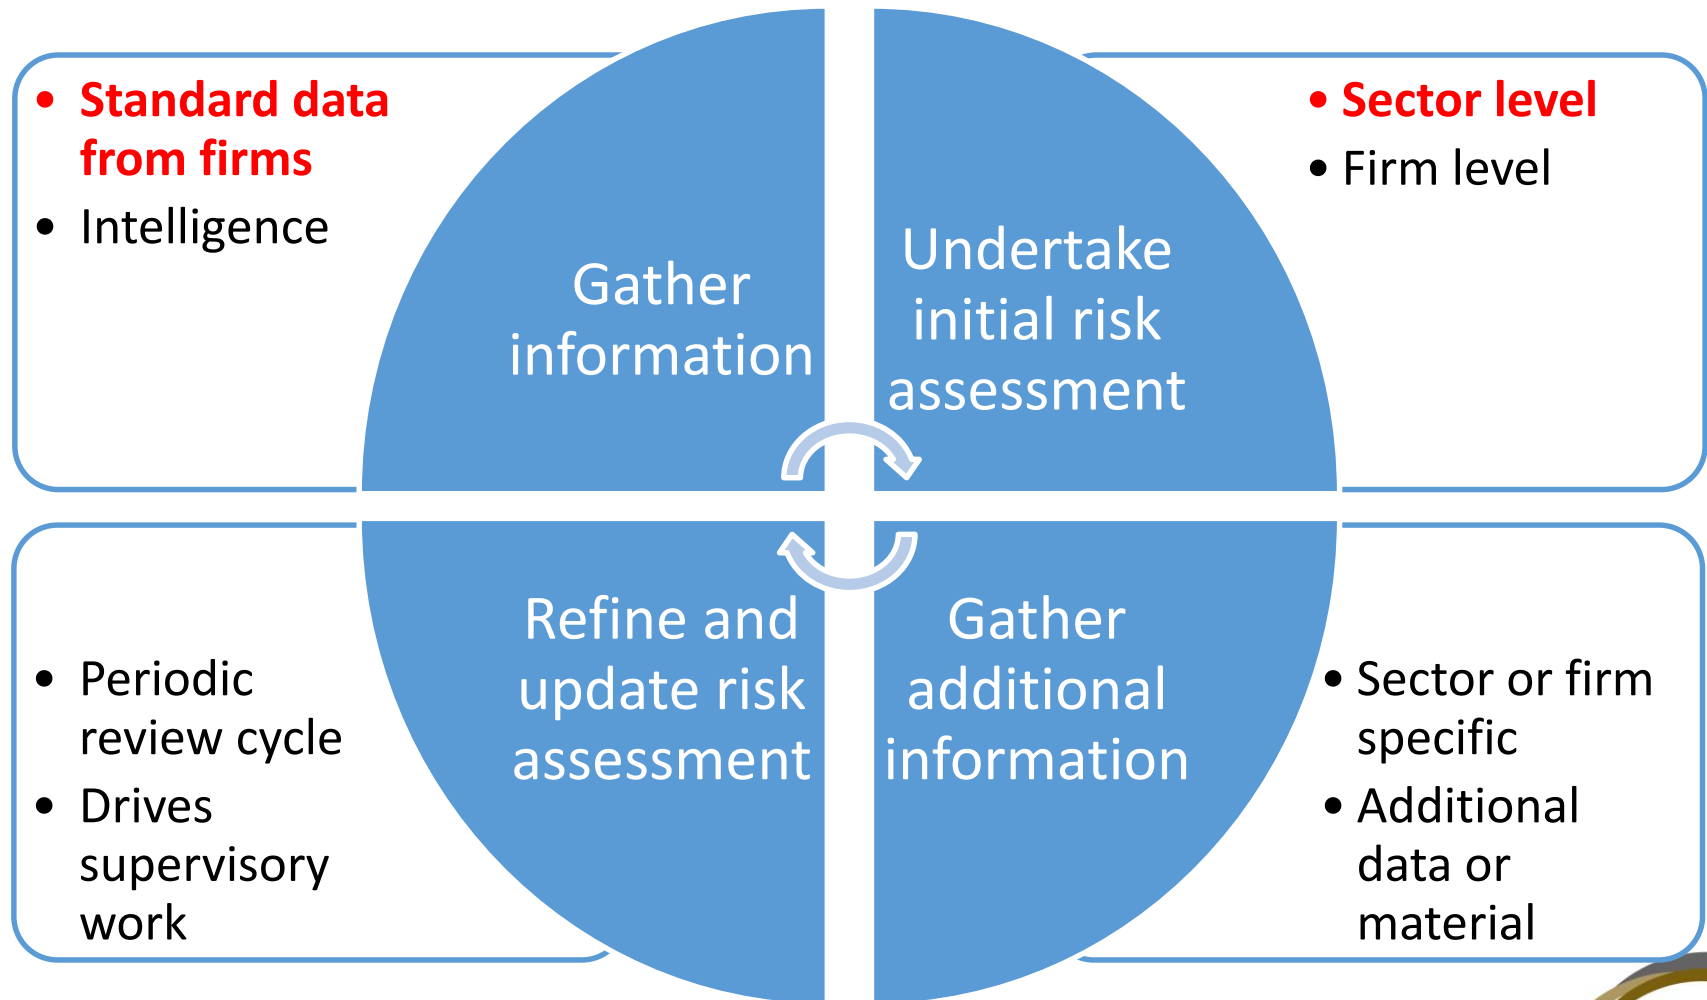 • Standard data
from firms
• Intelligence
Gather
information
Undertake
initial risk
assessment
• Sector level
• Firm level
• Periodic
review cycle
• Drives
supervisory
work
Refine and
update risk
assessment
Gather
additional
information
• Sector or firm
specific
• Additional
data or
material